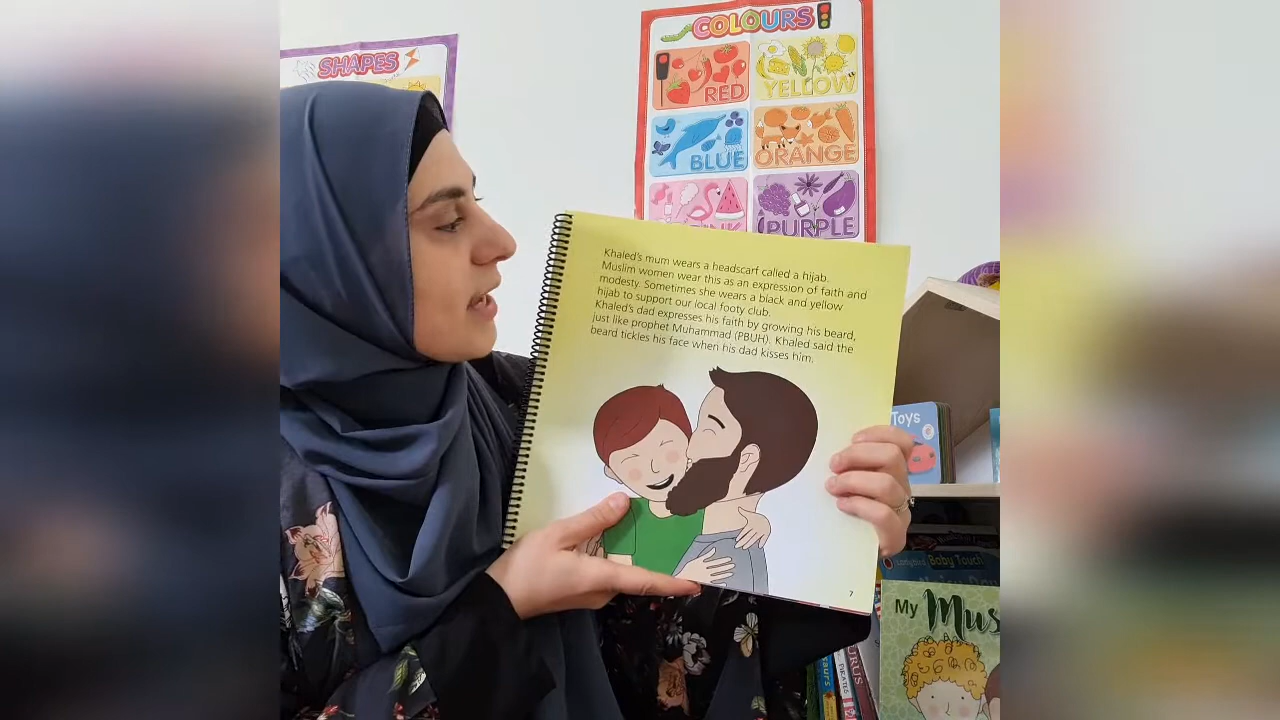 SHAPES
COLOURS
RED
YELLOW
BLUE
ORANGE
PINK
PURPLE
Khaled's mum wears a headscarf called a hijab.
Muslim women wear this as an expression of faith and
modesty. Sometimes she wears a black and yellow
hijab to support our local footy club.
Khaled's dad expresses his faith by growing his beard,
just like prophet Muhammad (PBUH). Khaled said the
beard tickles his face when his dad kisses him.
7
Toys
Baby Touch
My Mus